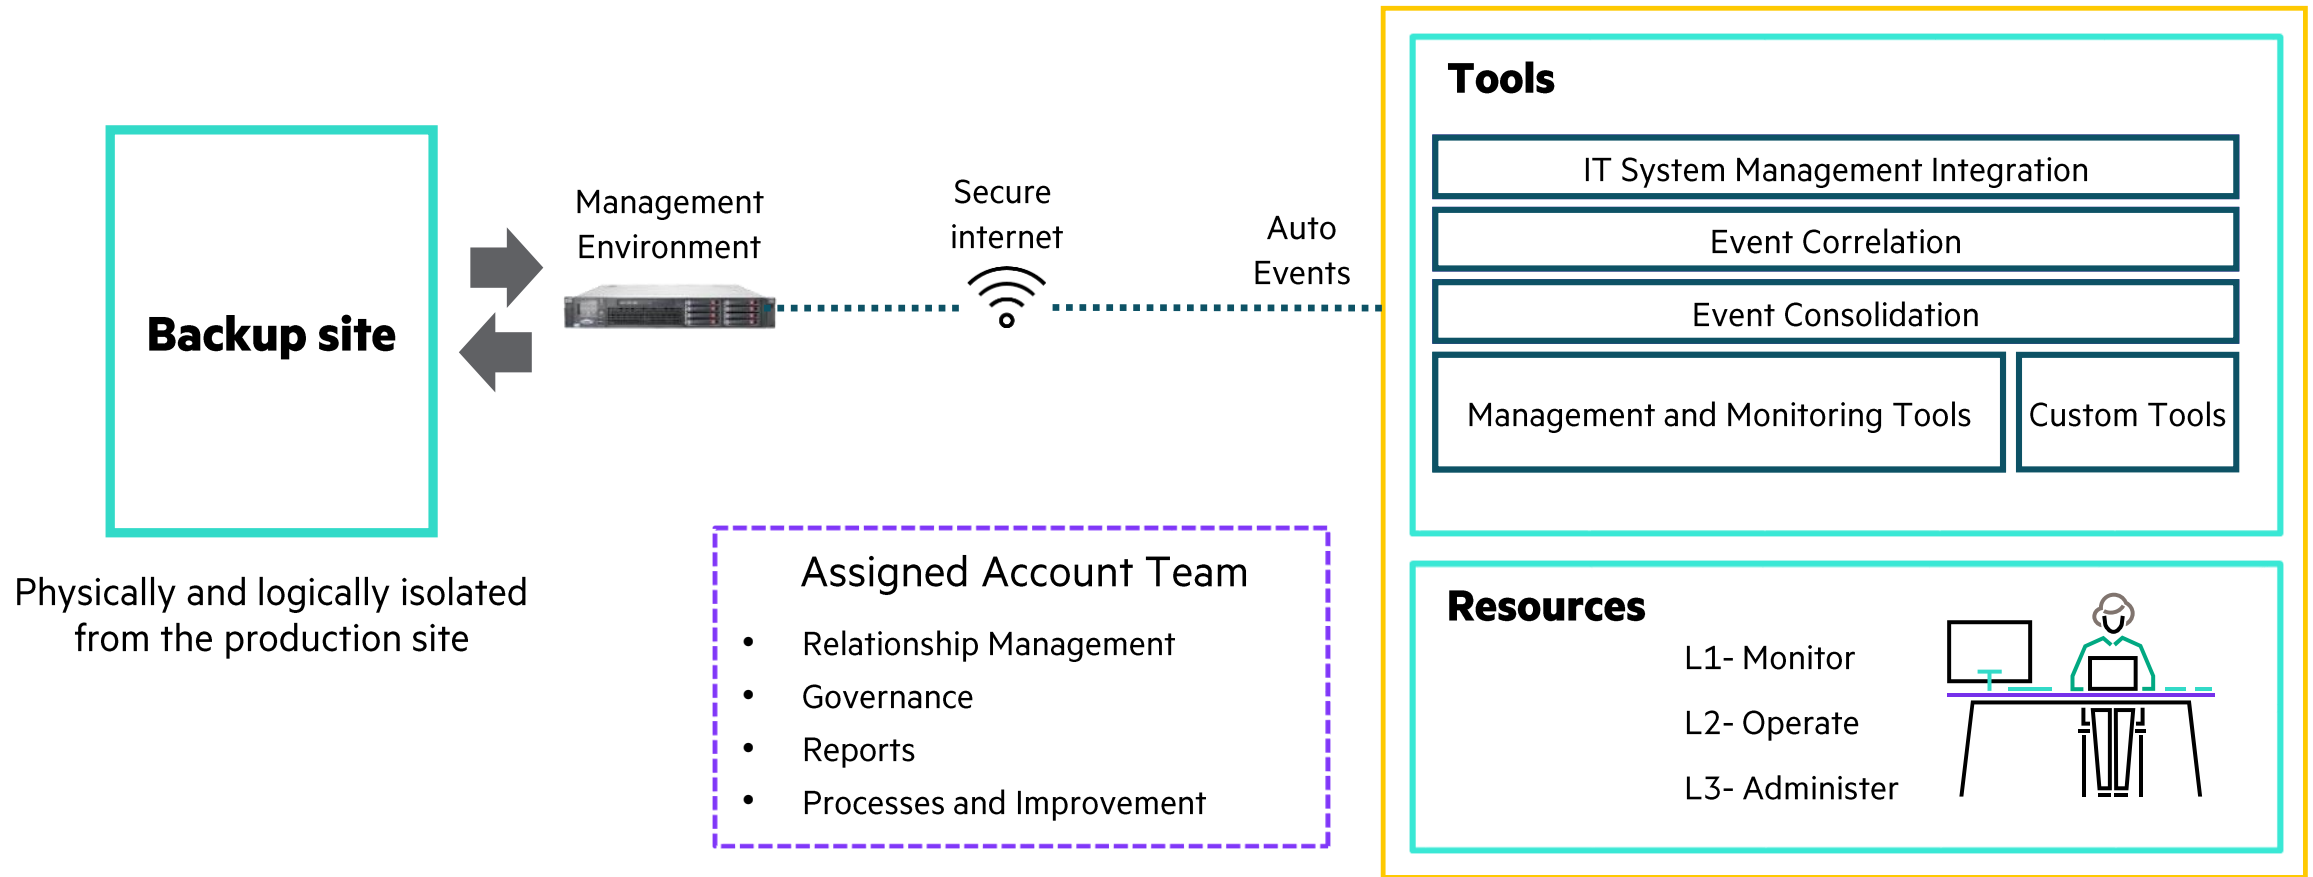 Backup site
Physically and logically isolated
from the production site
Management
Environment
Secure
internet
Auto
Events
Assigned Account Team
• Relationship Management
• Governance
• Reports
• Processes and Improvement
Tools
IT System Management Integration
Event Correlation
Event Consolidation
Management and Monitoring Tools
Custom Tools
Resources
L1- Monitor
L2- Operate
L3- Administer